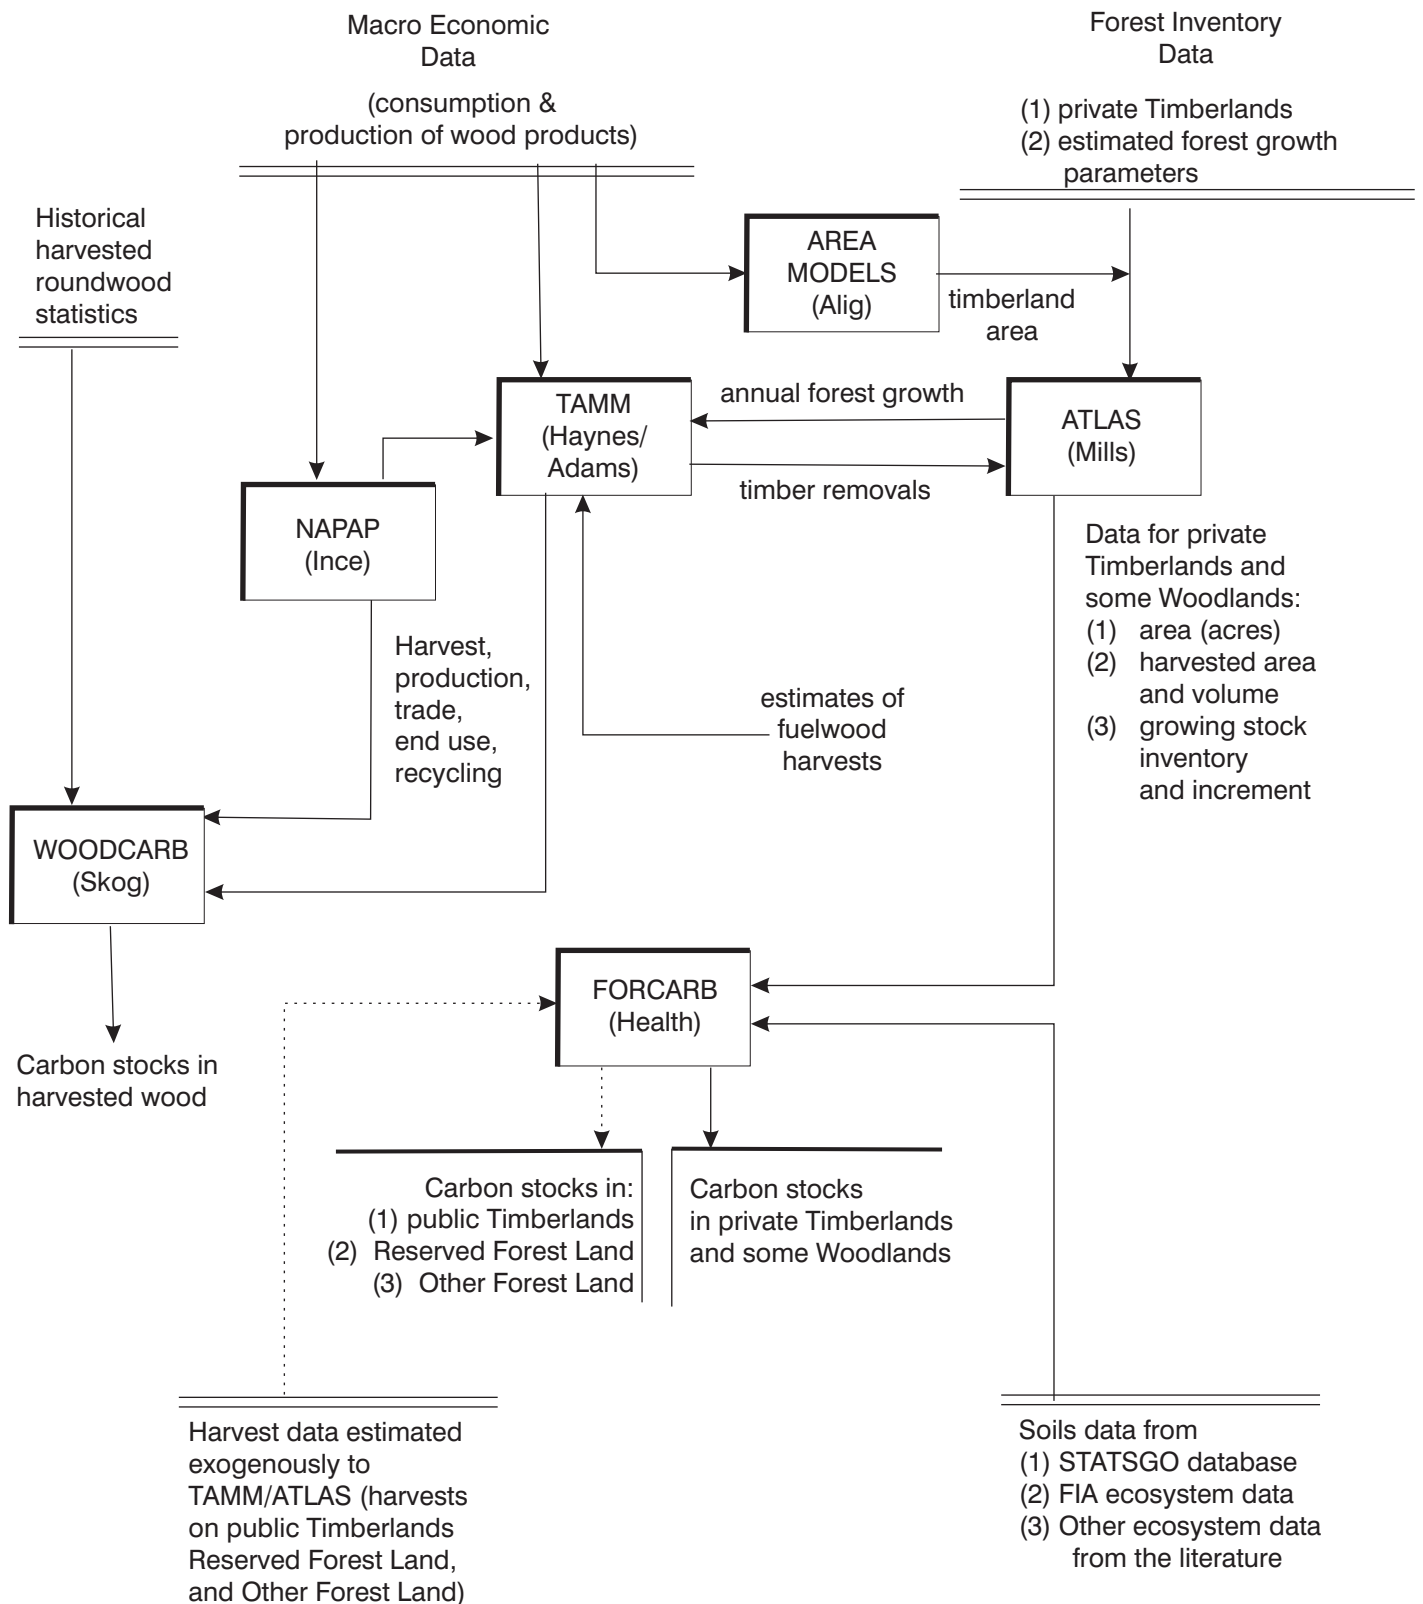 Macro Economic
Data
(consumption &
production of wood products)
Forest Inventory
Data
(1) private Timberlands
(2) estimated forest growth
parameters
Historical
harvested
roundwood
statistics
AREA
MODELS
(Alig)
timberland
area
TAMM
(Haynes/
Adams)
annual forest growth
timber removals
ATLAS
(Mills)
NAPAP
(Ince)
Harvest,
production,
trade,
end use,
recycling
estimates of
fuelwood
harvests
Data for private
Timberlands and
some Woodlands:
(1) area (acres)
(2) harvested area
and volume
(3) growing stock
inventory
and increment
WOODCARB
(Skog)
Carbon stocks in
harvested wood
FORCARB
(Health)
Carbon stocks in:
(1) public Timberlands
(2) Reserved Forest Land
(3) Other Forest Land
Carbon stocks
in private Timberlands
and some Woodlands
Harvest data estimated
exogenously to
TAMM/ATLAS (harvests
on public Timberlands
Reserved Forest Land,
and Other Forest Land)
Soils data from
(1) STATSGO database
(2) FIA ecosystem data
(3) Other ecosystem data
from the literature